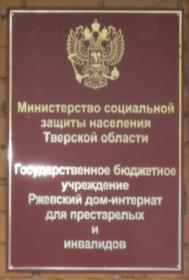 Министерство социальной
защиты населения
Тверской области
Государственное бюджетное
учреждение
Ржевский дом-интернат
для престарелых
и
инвалидов